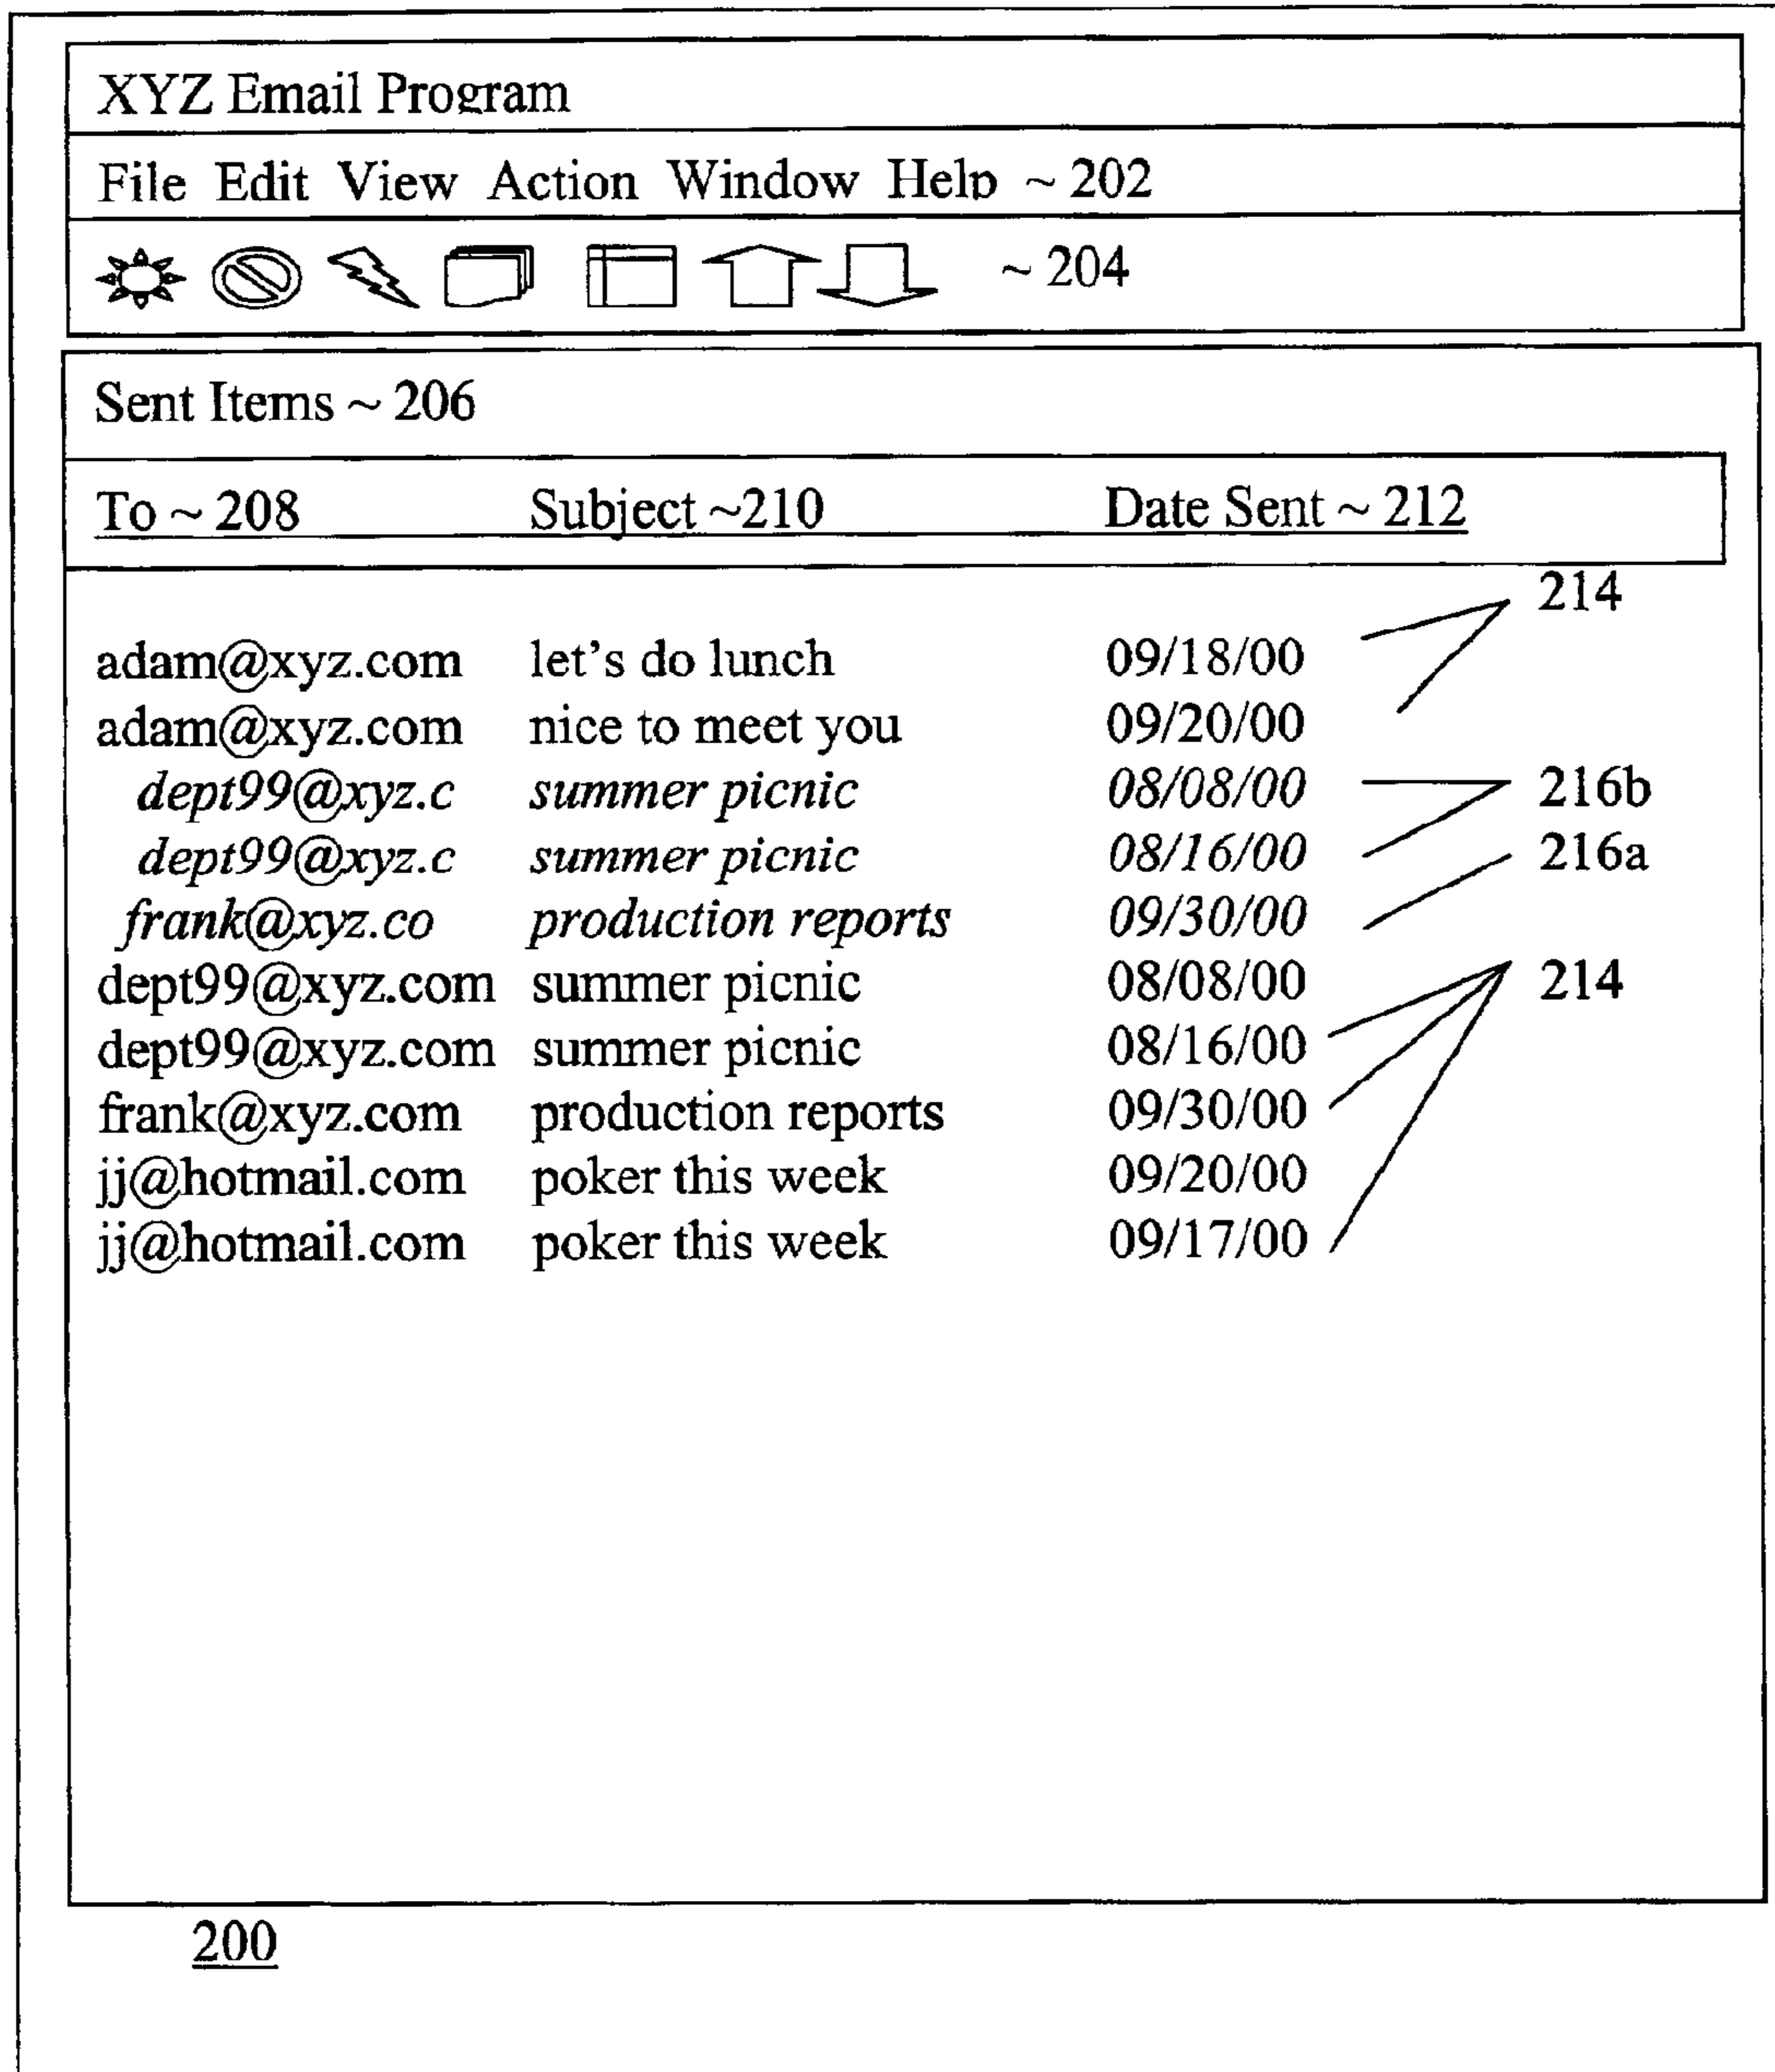 XYZ Email Program
File Edit View Action Window Help ~ 202
~ 204
Sent Items ~ 206
To ~ 208 Subject ~210 Date Sent ~ 212
214
adam@xyz.com let's do lunch 09/18/00
adam@xyz.com nice to meet you 09/20/00
dept99@xyz.c summer picnic 08/08/00 216b
dept99@xyz.c summer picnic 08/16/00 216a
frank@xyz.co production reports 09/30/00
dept99@xyz.com summer picnic 08/08/00 214
dept99@xyz.com summer picnic 08/16/00
frank@xyz.com production reports 09/30/00
jj@hotmail.com poker this week 09/20/00
jj@hotmail.com poker this week 09/17/00
200